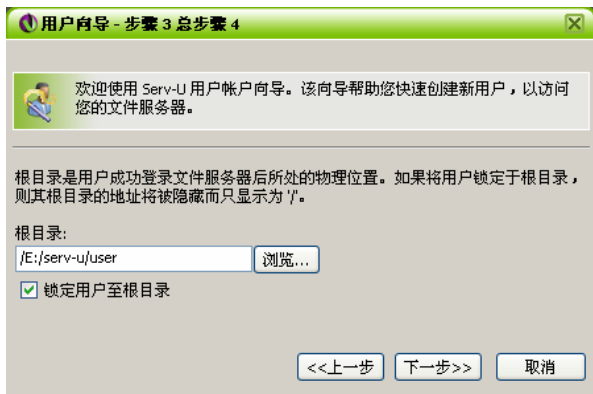 用户向导 - 步骤 3 总步骤 4
欢迎使用 Serv-U 用户帐户向导。该向导帮助您快速创建新用户，以访问
您的文件服务器。
根目录是用户成功登录文件服务器后所处的物理位置。如果将用户锁定于根目录，
则其根目录的地址将被隐藏而只显示为 '/'。
根目录:
/E:/serv-u/user 浏览...
锁定用户至根目录
<<上一步 下一步>> 取消